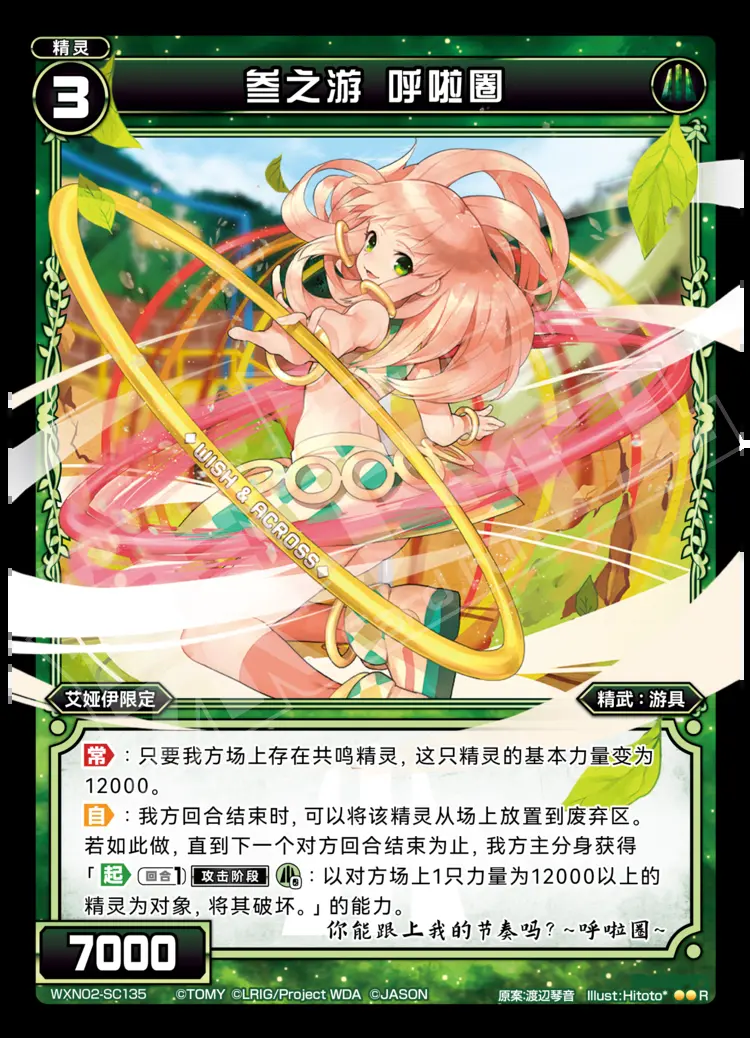 精灵
3
叁之游 呼啦圈
◆WISH & ACROSS◆
艾娅伊限定
精武：游具
常：只要我方场上存在共鸣精灵，这只精灵的基本力量变为
12000。
自：我方回合结束时，可以将该精灵从场上放置到废弃区。
若如此做，直到下一个对方回合结束为止，我方主分身获得
「起 回合1 攻击阶段 ：以对方场上1只力量为12000以上的
精灵为对象，将其破坏。」的能力。
你能跟上我的节奏吗？~呼啦圈~
7000
WXN02-SC135 ©TOMY ©LRIG/Project WDA ©JASON 原案:渡辺琴音 Illust:Hitoto* R